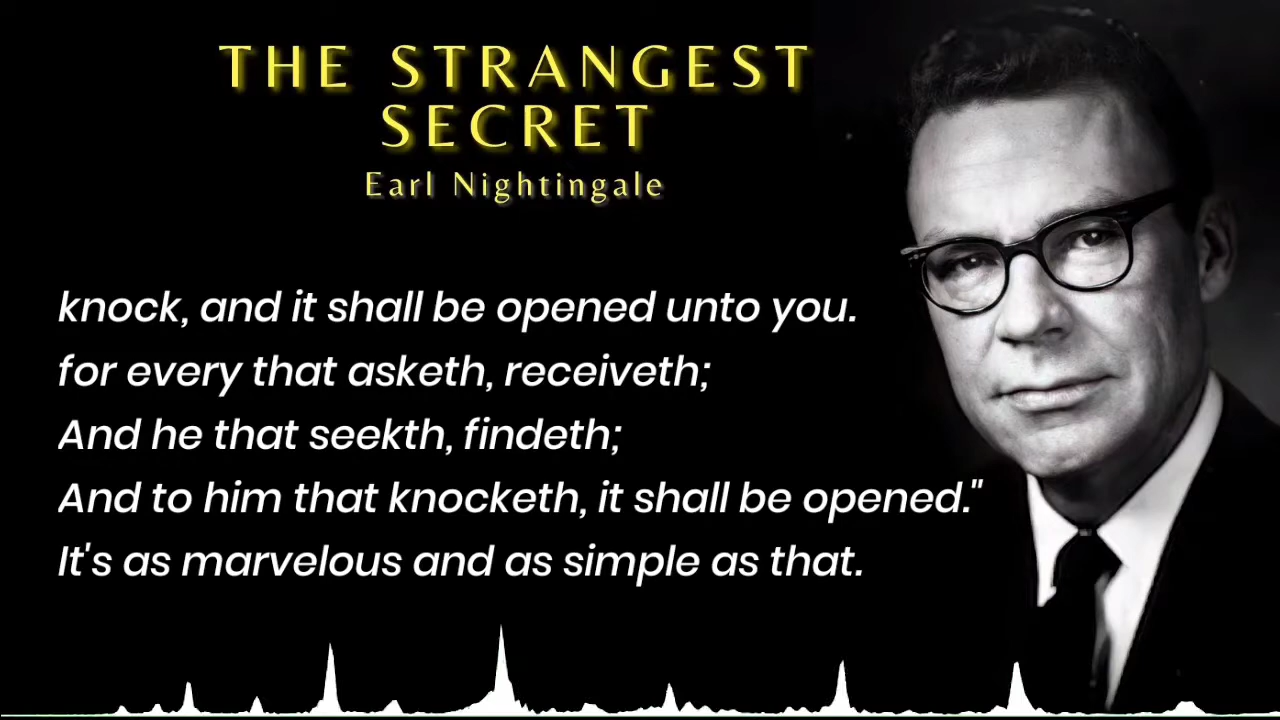 THE STRANGEST
SECRET
Earl Nightingale
knock, and it shall be opened unto you.
for every that asketh, receiveth;
And he that seekth, findeth;
And to him that knocketh, it shall be opened."
It's as marvelous and as simple as that.